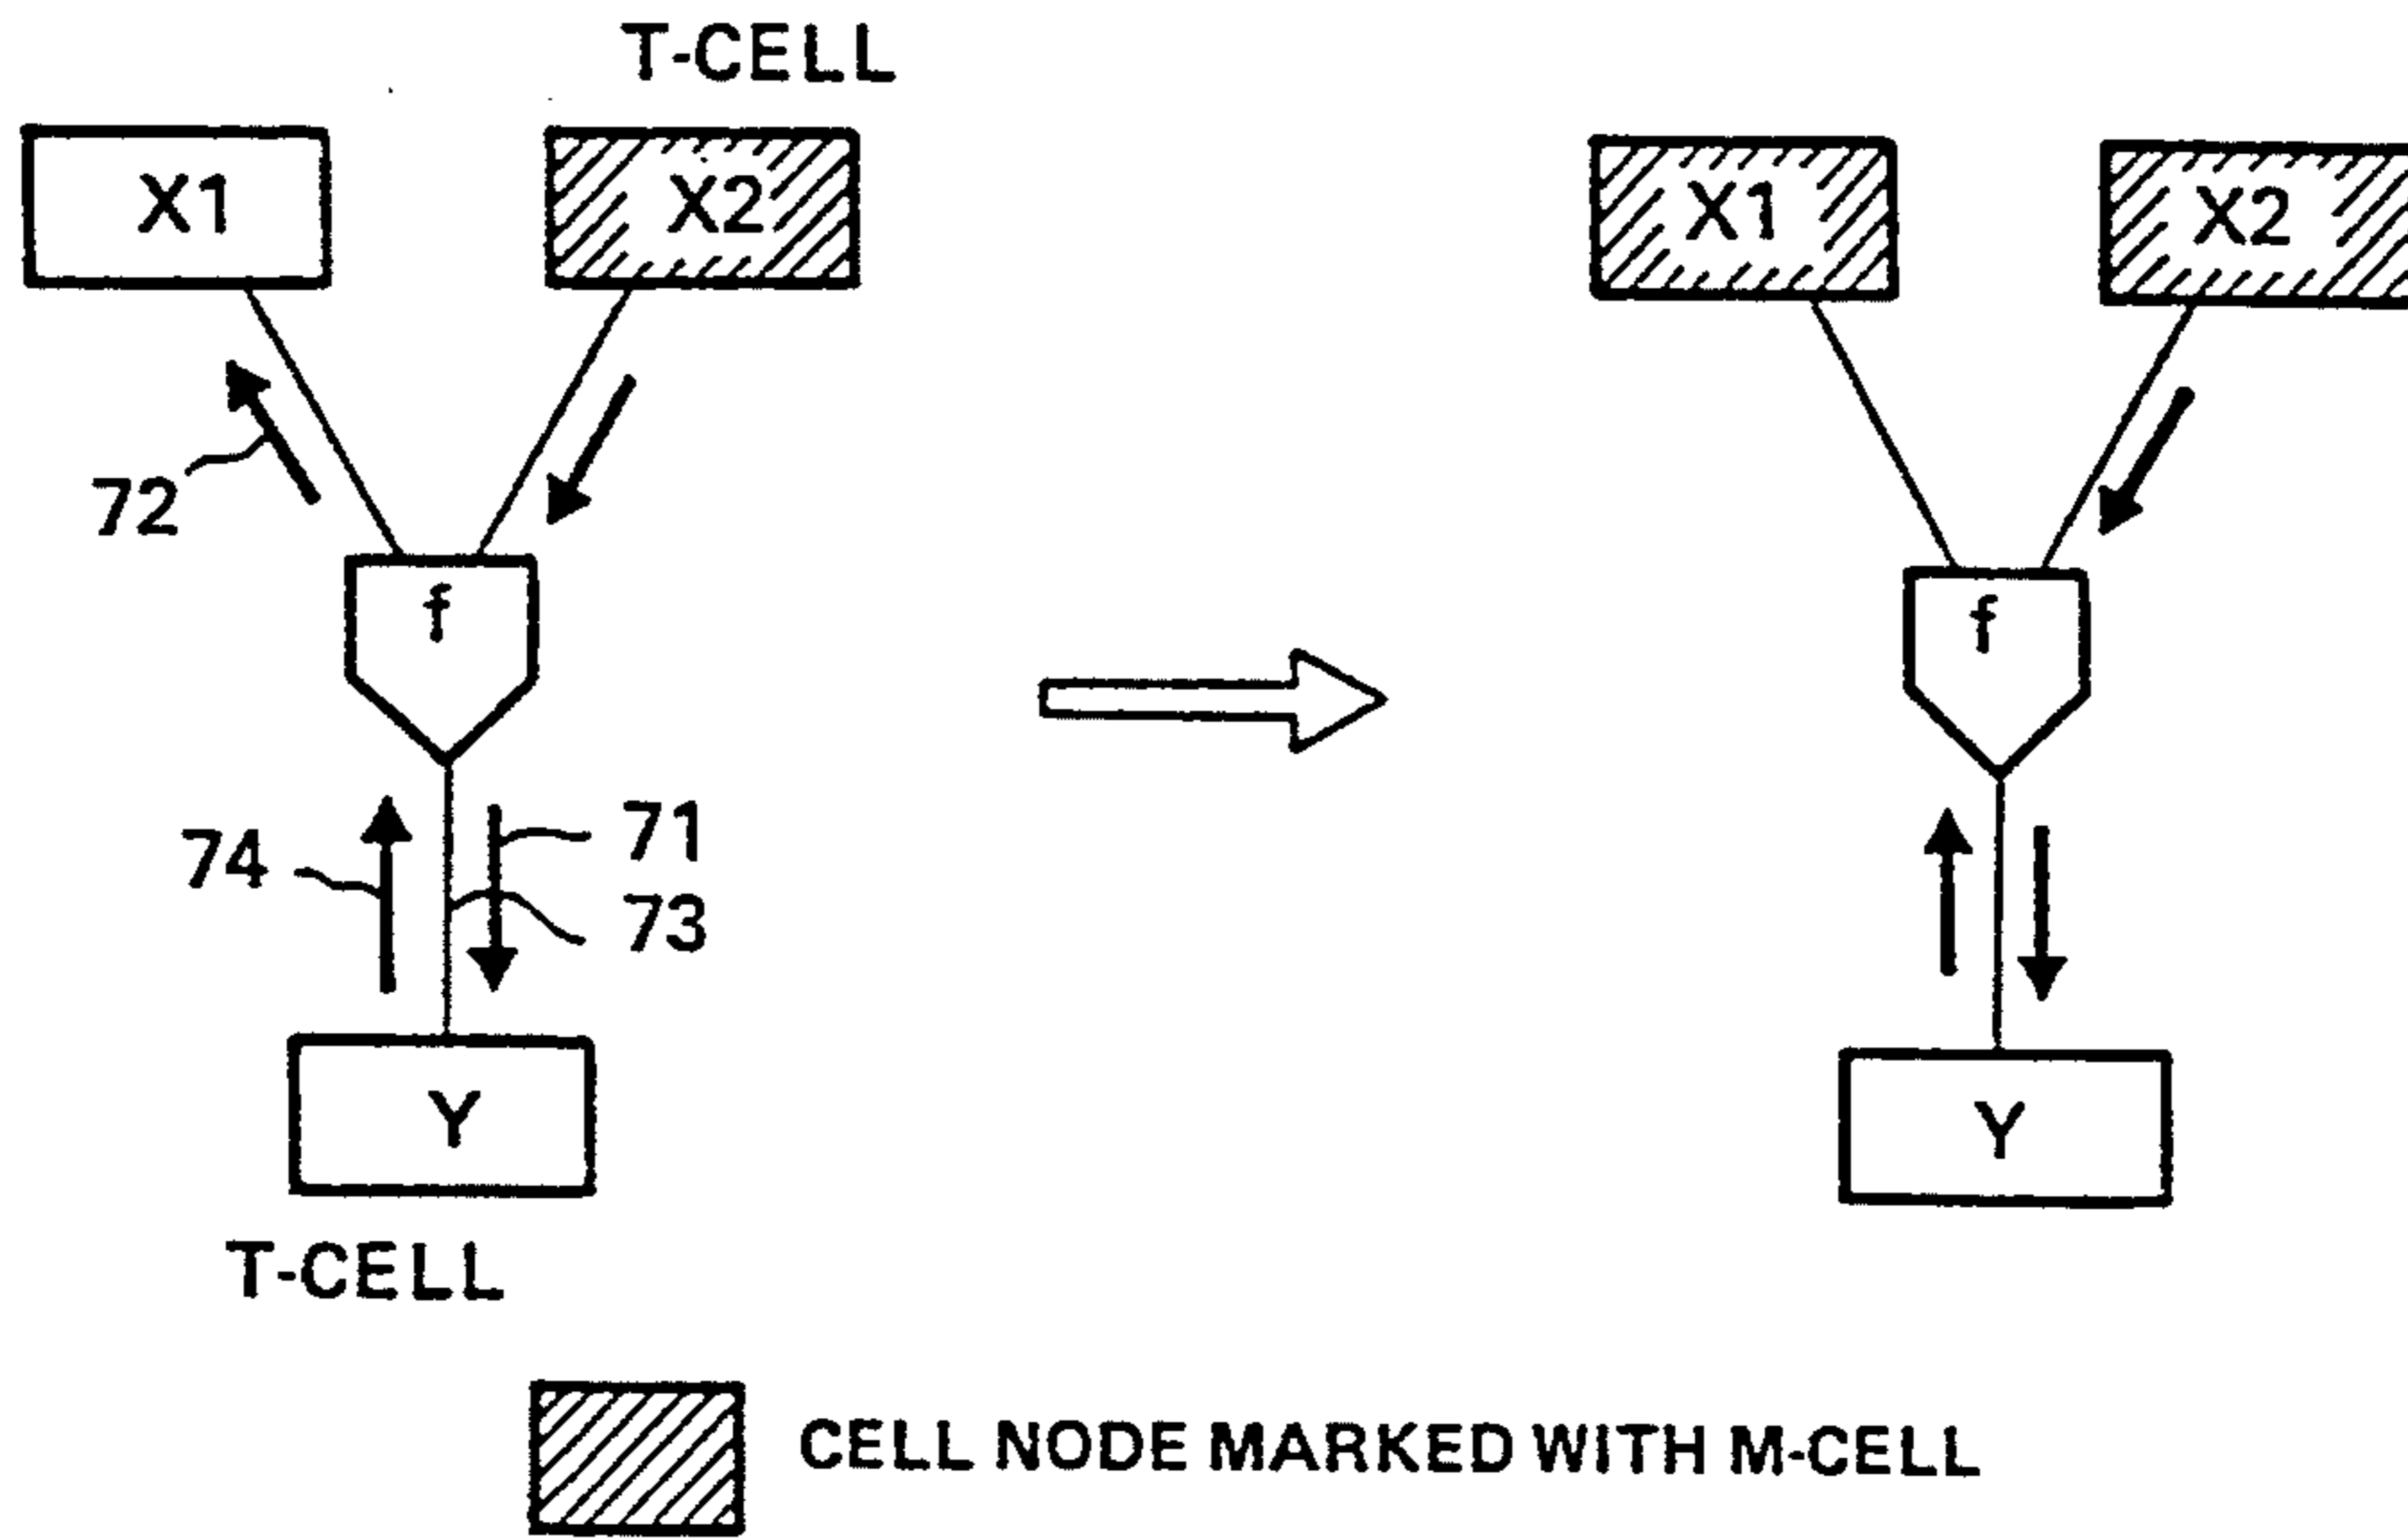 T-CELL
X1
X2
X1
X2
72
f
f
71
74
73
Y
Y
T-CELL
CELL NODE MARKED WITH M-CELL